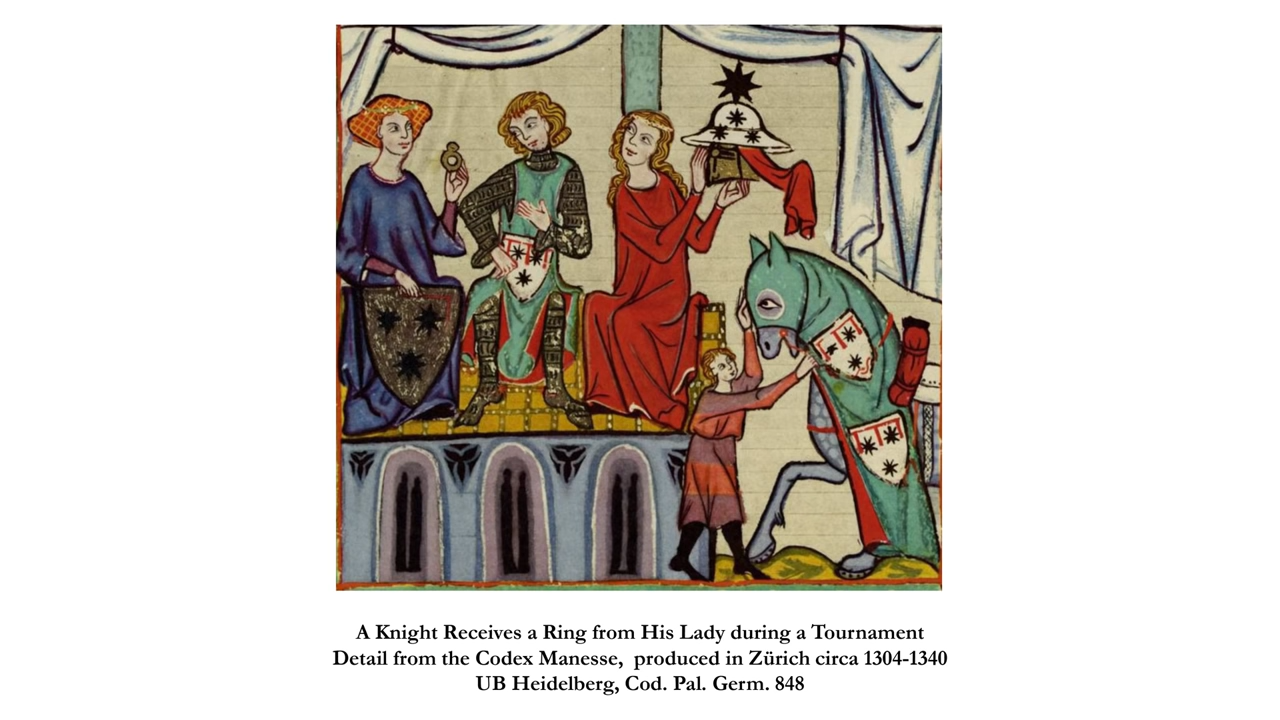 A Knight Receives a Ring from His Lady during a Tournament
Detail from the Codex Manesse,  produced in Zürich circa 1304-1340
UB Heidelberg, Cod. Pal. Germ. 848